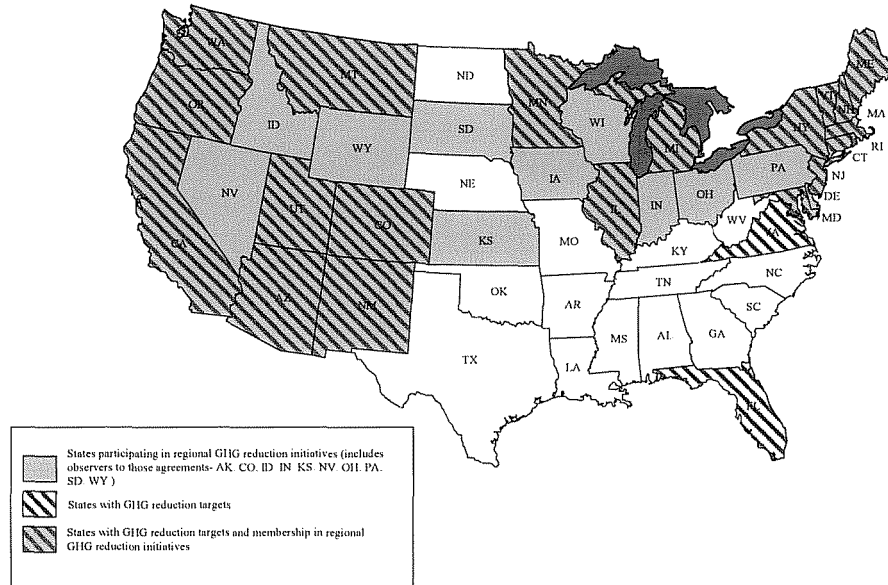 WA
MT
ND
MN
ME
VT
NH
OR
ID
SD
WI
NY
MA
WY
MI
RI
CT
IA
PA
NE
NJ
NV
OH
DE
UT
IL
IN
MD
CO
WV
CA
KS
MO
VA
KY
NC
TN
AZ
NM
OK
AR
SC
MS
AL
GA
TX
LA
FL
States participating in regional GHG reduction initiatives (includes
observers to those agreements- AK. CO. ID IN KS. NV. OH. PA.
SD. WY )
States with GHG reduction targets
States with GHG reduction targets and membership in regional
GHG reduction initiatives